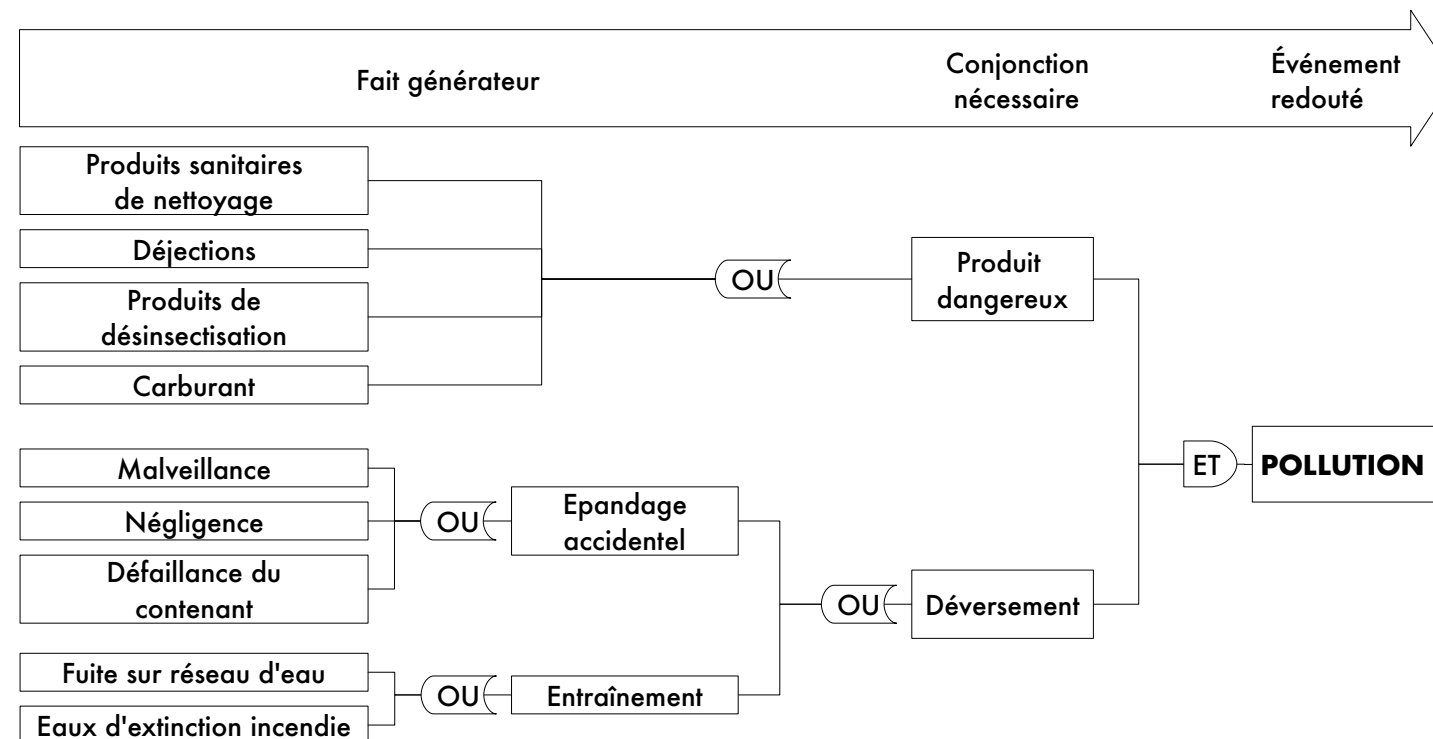 Fait générateur
Conjonction
nécessaire
Événement
redouté
Produits sanitaires
de nettoyage
Déjections
Produits de
désinsectisation
Carburant
OU
Produit
dangereux
Malveillance
Négligence
Défaillance du
contenant
OU
Epandage
accidentel
ET
POLLUTION
OU
Déversement
Fuite sur réseau d'eau
Eaux d'extinction incendie
OU
Entraînement